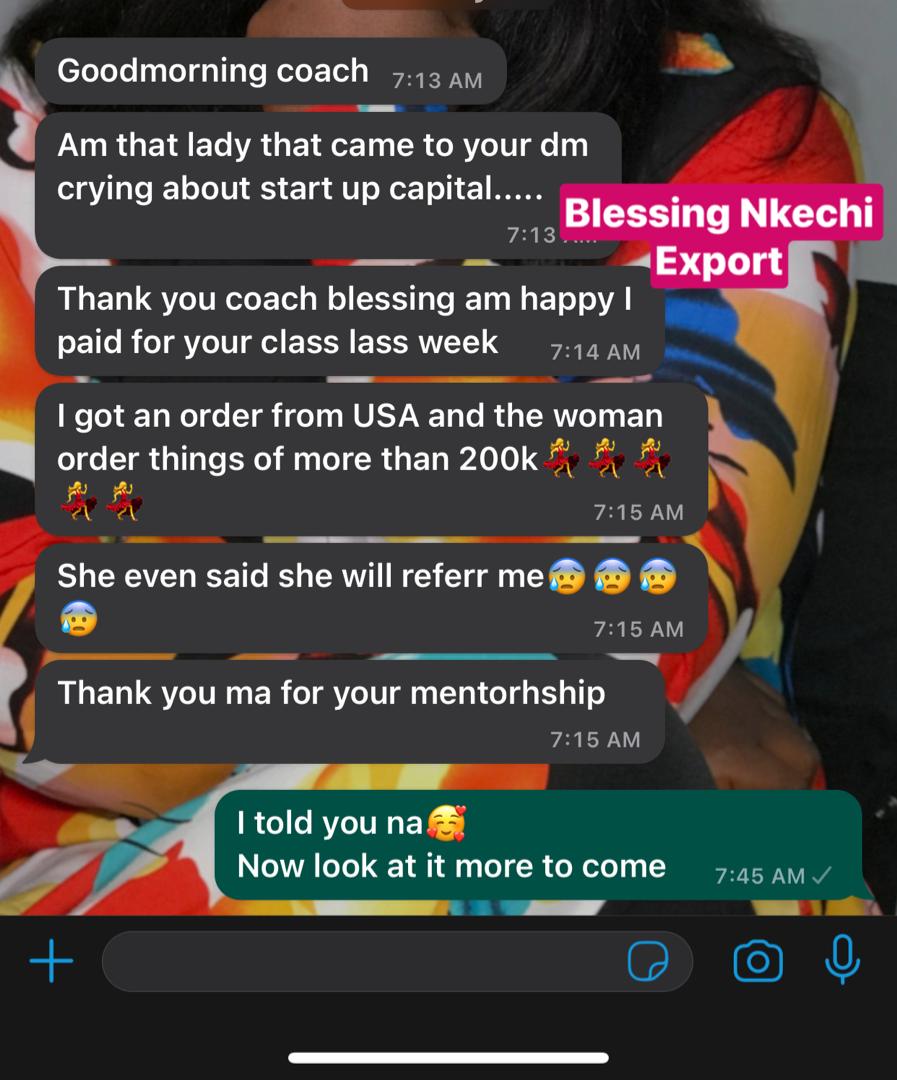 Goodmorning coach 7:13 AM
Am that lady that came to your dm
crying about start up capital.....
7:13
Blessing Nkechi
Export
Thank you coach blessing am happy I
paid for your class lass week 7:14 AM
I got an order from USA and the woman
order things of more than 200k💃💃💃
💃💃 7:15 AM
She even said she will referr me😰😰😰
😰 7:15 AM
Thank you ma for your mentorhship
7:15 AM
I told you na🥰
Now look at it more to come 7:45 AM ✓